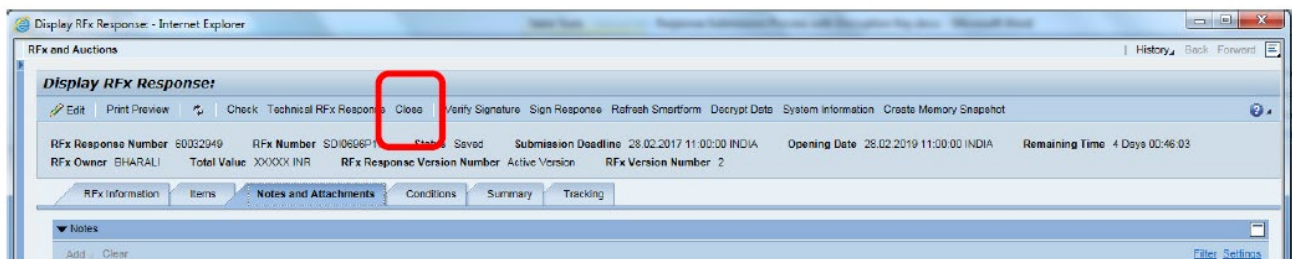 Display RFx Response: - Internet Explorer
RFx and Auctions | History Back Forward
Display RFx Response:
Edit Print Preview Check Technical RFx Response Close Verify Signature Sign Response Refresh Smartform Decrypt Data System Information Create Memory Snapshot
RFx Response Number 60032949 RFx Number SDI0696P1 Status Saved Submission Deadline 28.02.2017 11:00:00 INDIA Opening Date 28.02.2019 11:00:00 INDIA Remaining Time 4 Days 00:46:03
RFx Owner BHARALI Total Value XXXXX INR RFx Response Version Number Active Version RFx Version Number 2
RFx Information Items Notes and Attachments Conditions Summary Tracking
Notes
Add Clear Filter Settings